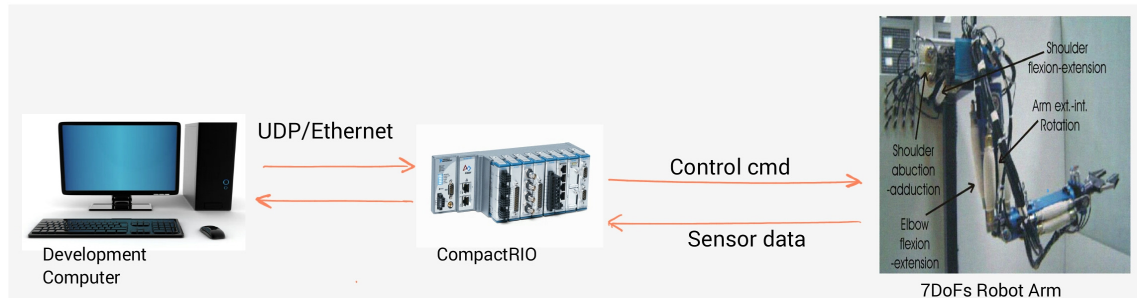 UDP/Ethernet
Development
Computer
CompactRIO
Control cmd
Sensor data
Shoulder
flexion-extension
Arm ext.-int.
Rotation
Shoulder
abuction
-adduction
Elbow
flexion
-extension
7DoFs Robot Arm